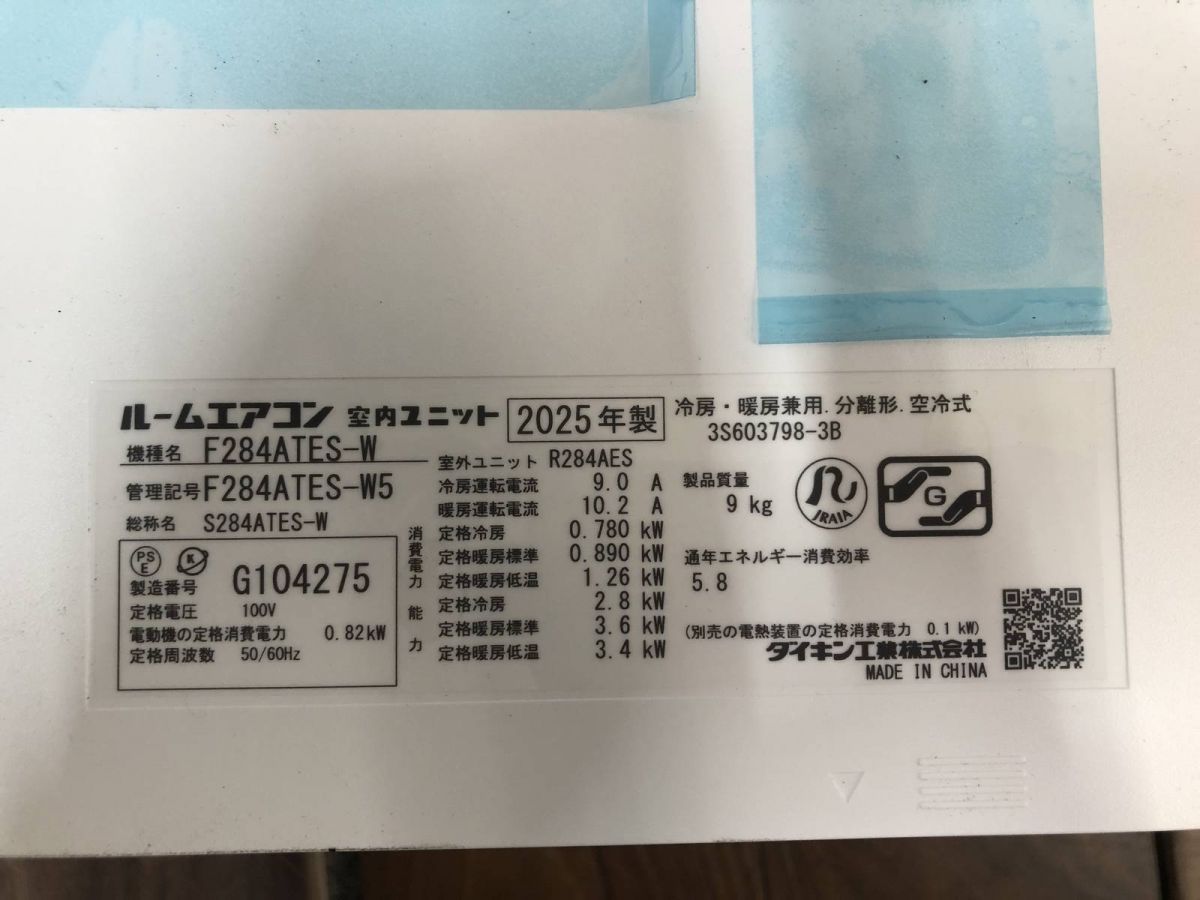 ルームエアコン 室内ユニット 2025年製 冷房・暖房兼用.分離形.空冷式
3S603798-3B
機種名 F284ATES-W
管理記号 F284ATES-W5
総称名 S284ATES-W
PS
E
K
製造番号 G104275
定格電圧 100V
電動機の定格消費電力 0.82kW
定格周波数 50/60Hz
室外ユニット R284AES
冷房運転電流 9.0 A
暖房運転電流 10.2 A
消費電力
定格冷房 0.780 kW
定格暖房標準 0.890 kW
定格暖房低温 1.26 kW
能力
定格冷房 2.8 kW
定格暖房標準 3.6 kW
定格暖房低温 3.4 kW
製品質量
9 kg
JRAIA
G
通年エネルギー消費効率
5.8
(別売の電熱装置の定格消費電力 0.1 kW)
ダイキン工業株式会社
MADE IN CHINA